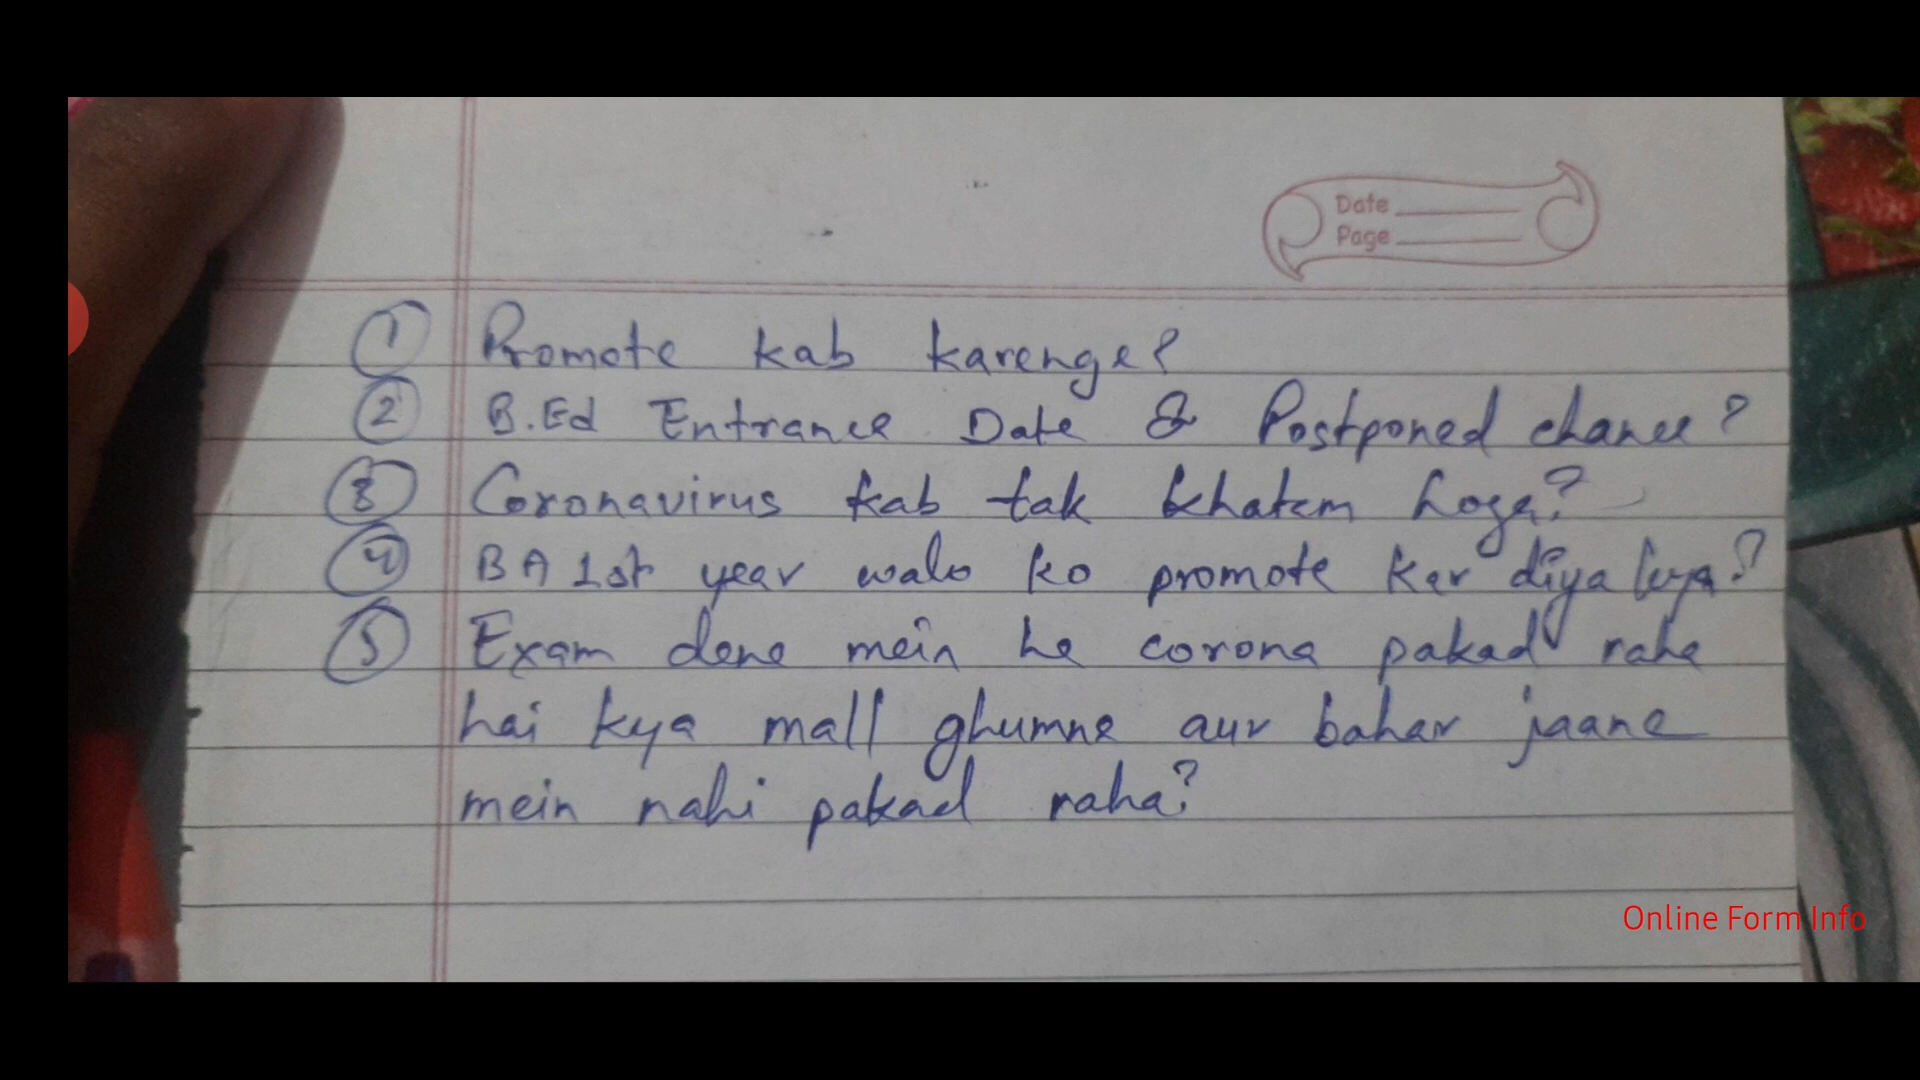 Date
Page
① Promote kab karenge?
② B.Ed Entrance Date & Postponed chance?
③ Coronavirus kab tak khatam hoga?
④ BA 1st year walo ko promote kar diya kya?
⑤ Exam dene mein he corona pakad raha
hai kya mall ghumne aur bahar jaane
mein nahi pakad raha?
Online Form Info